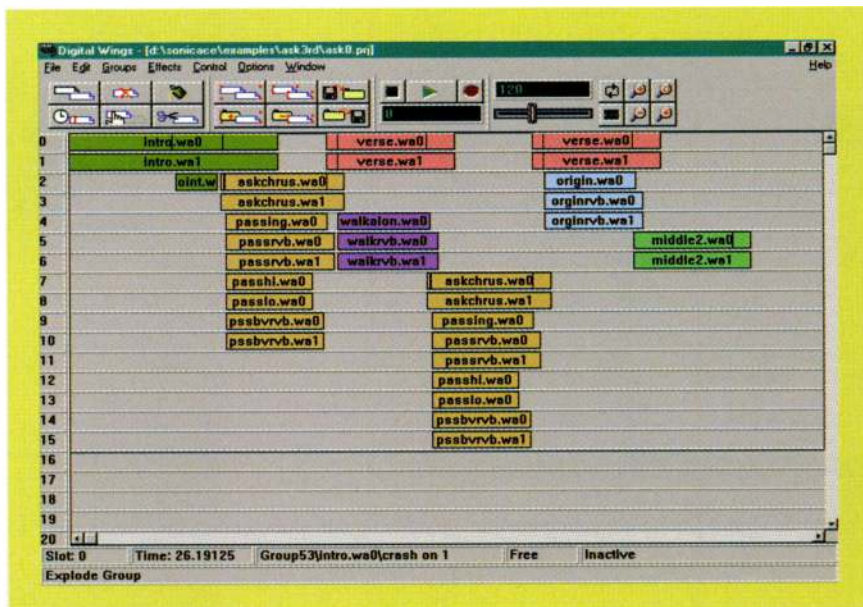 Digital Wings - [d:\sonicace\examples\ask3rd\ask0.prj]
File Edit Groups Effects Control Options Window Help
120
0
0 intro.wa0 verse.wa0 verse.wa0
1 intro.wa1 verse.wa1 verse.wa1
2 oint.w askchrus.wa0 origin.wa0
3 askchrus.wa1 orginrvb.wa0
4 passing.wa0 walkalon.wa0 orginrvb.wa1
5 passrvb.wa0 walkrvb.wa0 middle2.wa0
6 passrvb.wa1 walkrvb.wa1 middle2.wa1
7 passhi.wa0 askchrus.wa0
8 passlo.wa0 askchrus.wa1
9 pssbvrvb.wa0 passing.wa0
10 pssbvrvb.wa1 passrvb.wa0
11 passrvb.wa1
12 passhi.wa0
13 passlo.wa0
14 pssbvrvb.wa0
15 pssbvrvb.wa1
16
17
18
19
20
Slot: 0 Time: 26.19125 Group53\intro.wa0\crash on 1 Free Inactive
Explode Group